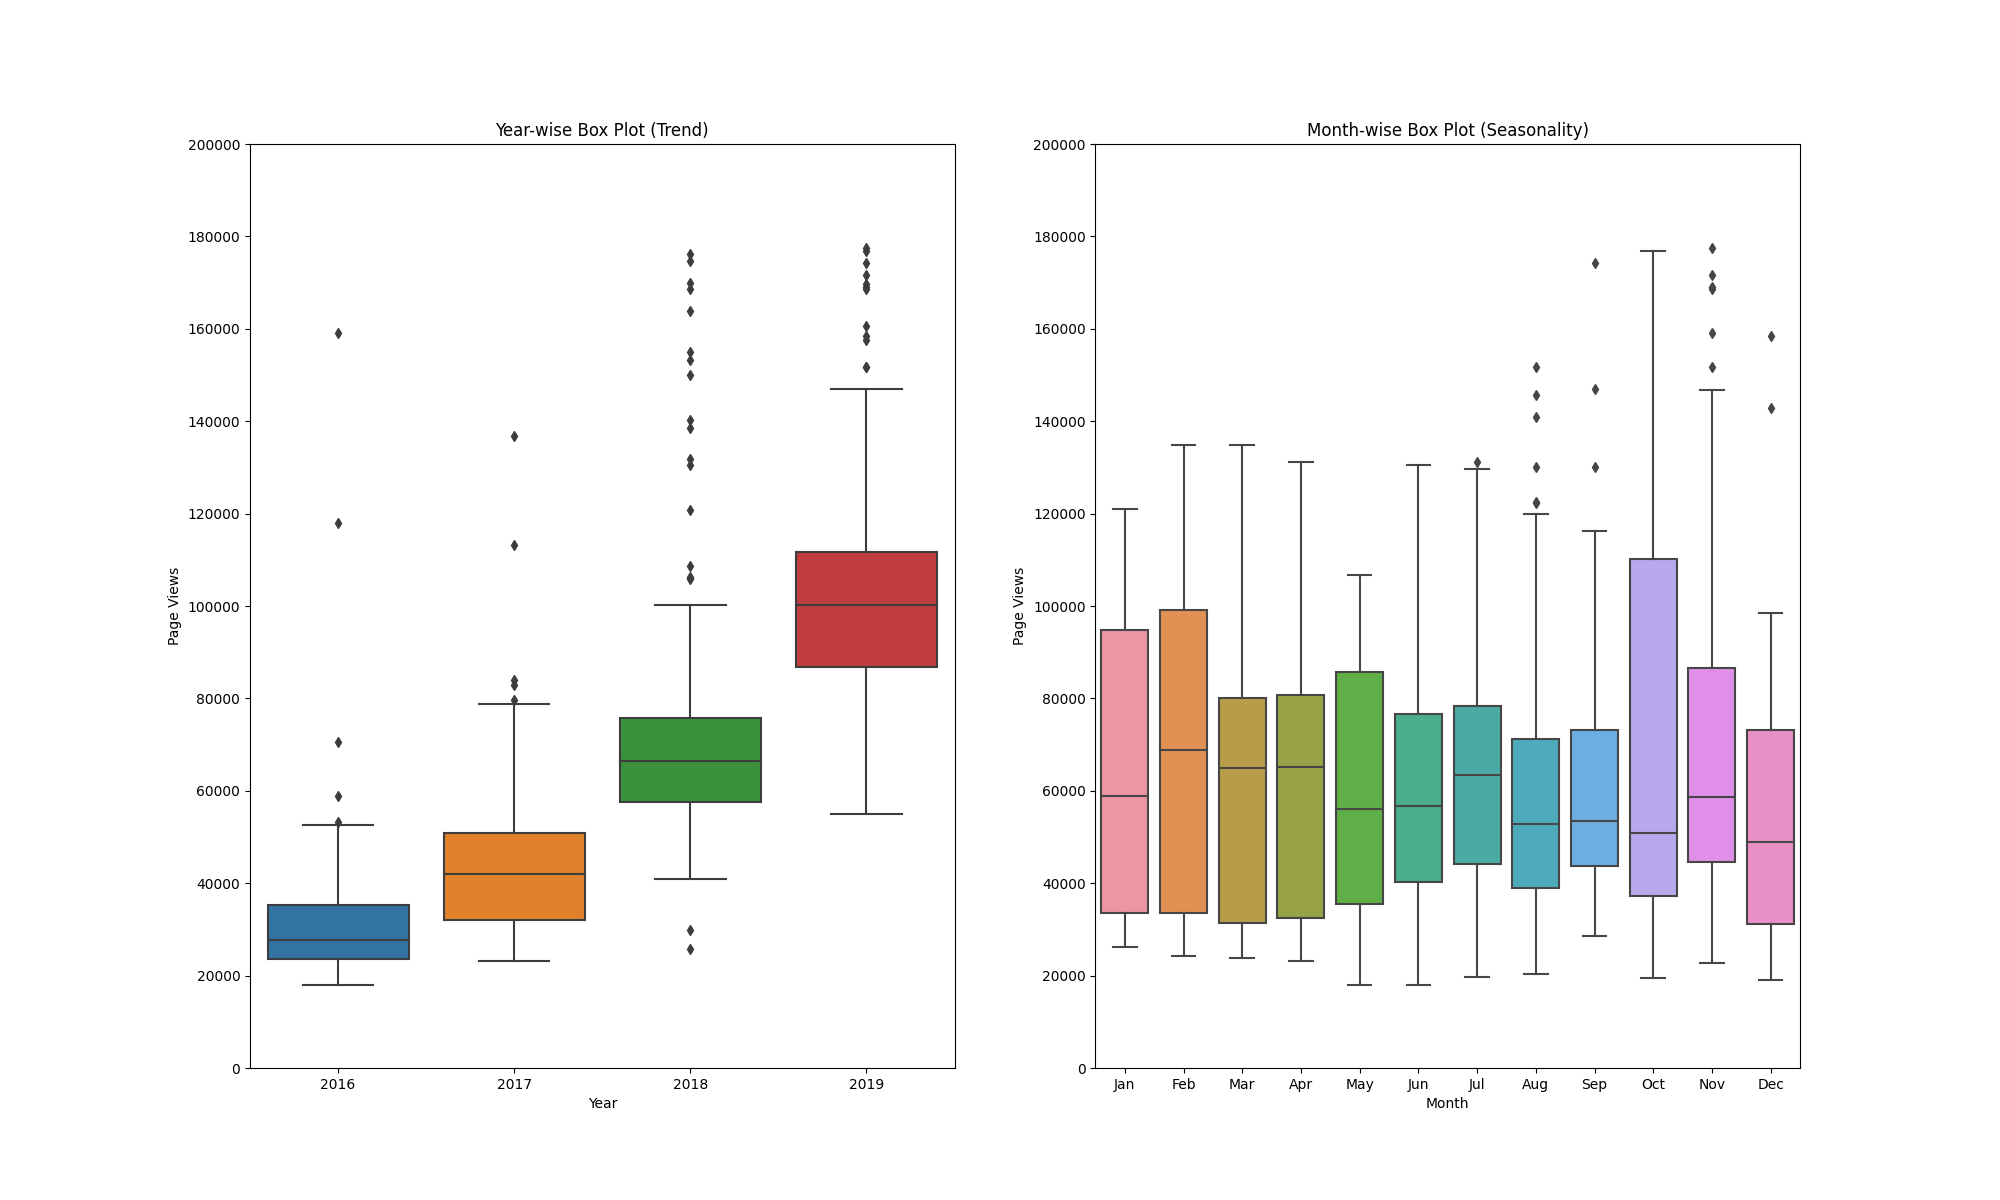 Year-wise Box Plot (Trend)
200000
180000
160000
140000
120000
100000
80000
60000
40000
20000
0
Page Views
2016 2017 2018 2019
Year
Month-wise Box Plot (Seasonality)
200000
180000
160000
140000
120000
100000
80000
60000
40000
20000
0
Page Views
Jan Feb Mar Apr May Jun Jul Aug Sep Oct Nov Dec
Month